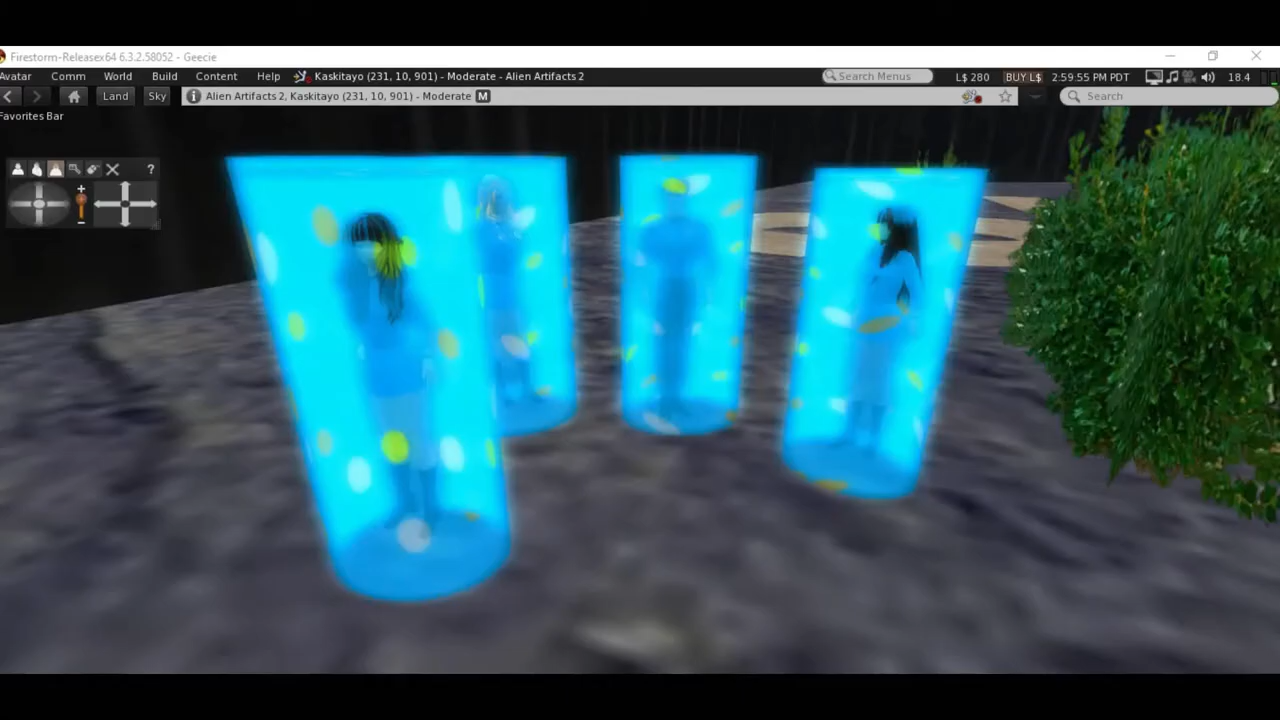 Firestorm-Releasex64 6.3.2.58052 - Geecie
Avatar Comm World Build Content Help Kaskitayo (231, 10, 901) - Moderate - Alien Artifacts 2 Search Menus L$ 280 BUY L$ 2:59:55 PM PDT 18.4
Land Sky Alien Artifacts 2, Kaskitayo (231, 10, 901) - Moderate M Search
Favorites Bar
?